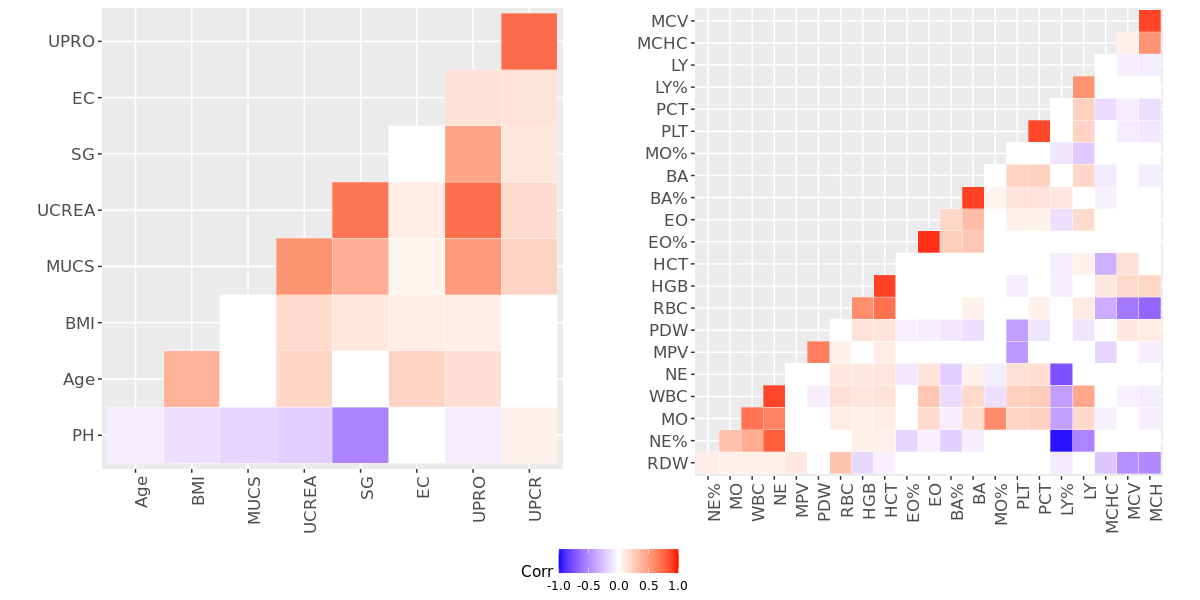 UPRO
EC
SG
UCREA
MUCS
BMI
Age
PH
Age
BMI
MUCS
UCREA
SG
EC
UPRO
UPCR
MCV
MCHC
LY
LY%
PCT
PLT
MO%
BA
BA%
EO
EO%
HCT
HGB
RBC
PDW
MPV
NE
WBC
MO
NE%
RDW
NE%
MO
WBC
NE
MPV
PDW
RBC
HGB
HCT
EO%
EO
BA%
BA
MO%
PLT
PCT
LY%
LY
MCHC
MCV
MCH
Corr
-1.0 -0.5 0.0 0.5 1.0